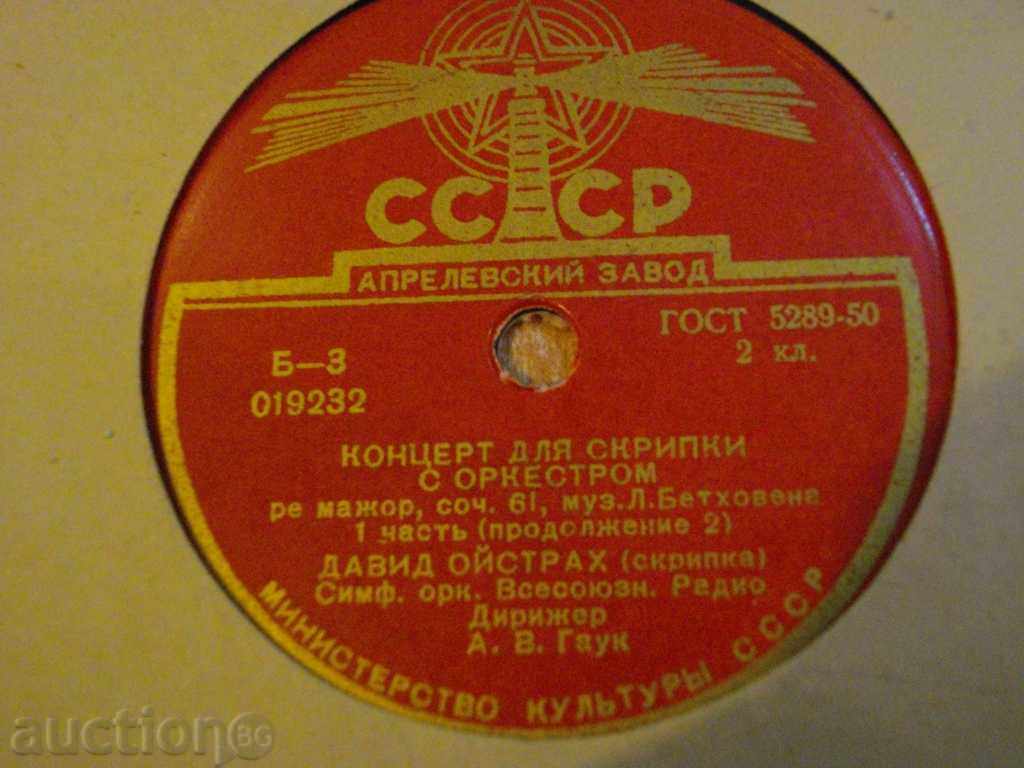 СССР
АПРЕЛЕВСКИЙ ЗАВОД
ГОСТ 5289-50
2 кл.
Б-3
019232
КОНЦЕРТ ДЛЯ СКРИПКИ
С ОРКЕСТРОМ
ре мажор, соч. 61, муз.Л.Бетховена
1 часть (продолжение 2)
ДАВИД ОЙСТРАХ (скрипка)
Симф. орк. Всесоюзн. Радио
Дирижер
А. В. Гаук
МИНИСТЕРСТВО КУЛЬТУРЫ СССР
auction BG